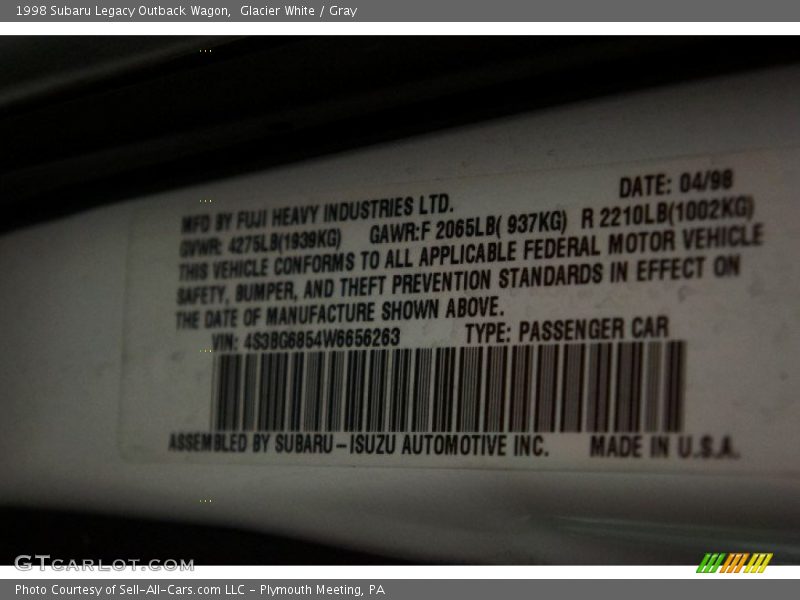 1998 Subaru Legacy Outback Wagon,  Glacier White / Gray
DATE: 04/98
MFD BY FUJI HEAVY INDUSTRIES LTD.
GVWR: 4275LB(1939KG) GAWR:F 2065LB( 937KG) R 2210LB(1002KG)
THIS VEHICLE CONFORMS TO ALL APPLICABLE FEDERAL MOTOR VEHICLE
SAFETY, BUMPER, AND THEFT PREVENTION STANDARDS IN EFFECT ON
THE DATE OF MANUFACTURE SHOWN ABOVE.
VIN: 4S3BG6854W6656263 TYPE: PASSENGER CAR
ASSEMBLED BY SUBARU-ISUZU AUTOMOTIVE INC. MADE IN U.S.A.
GTCARLOT.COM
Photo Courtesy of Sell-All-Cars.com LLC - Plymouth Meeting, PA